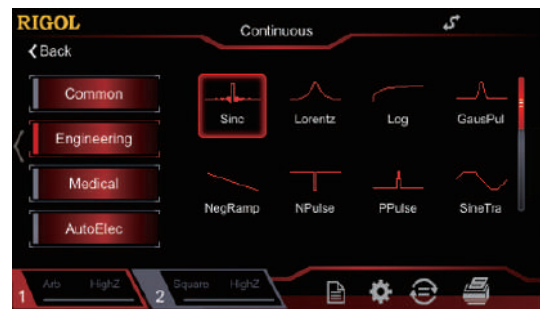 RIGOL
Continuous
Back
Common
Engineering
Medical
AutoElec
Sinc
Lorentz
Log
GausPul
NegRamp
NPulse
PPulse
SineTra
1 Arb HighZ
2 Square HighZ